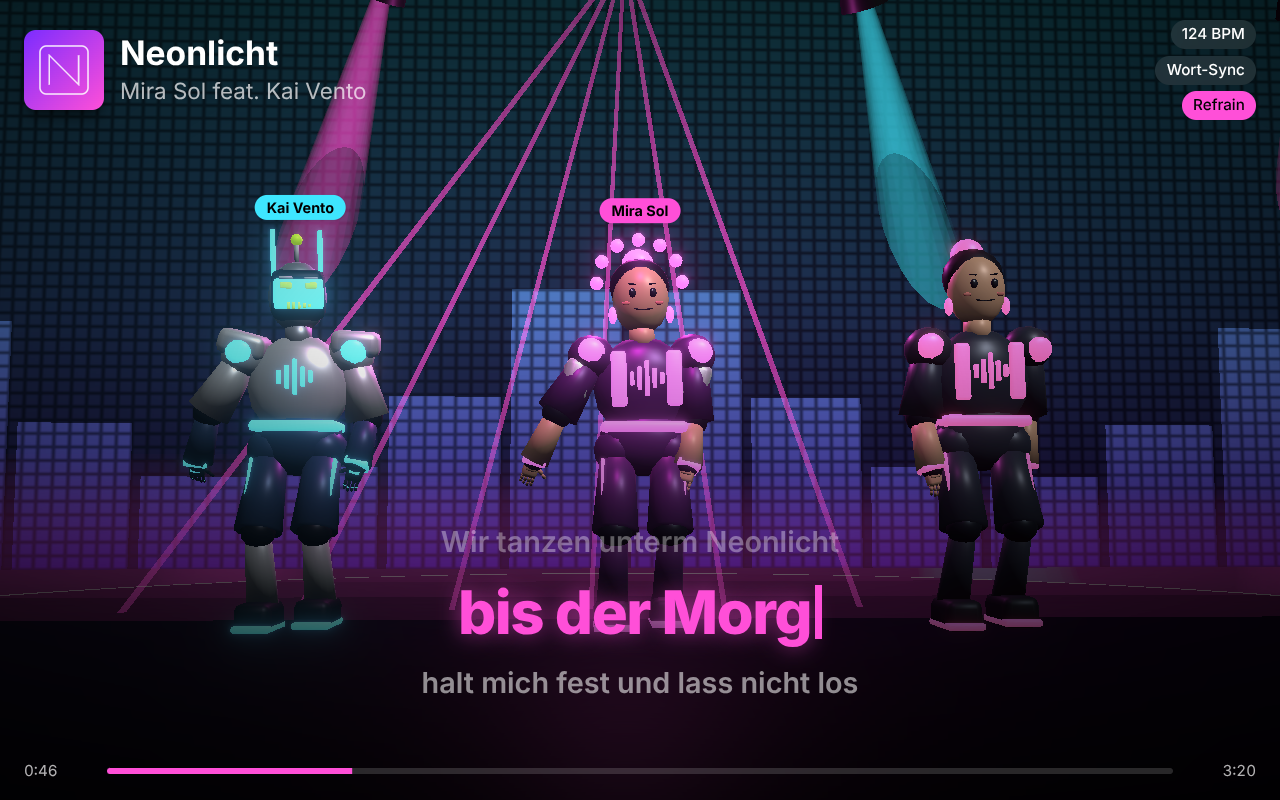 Neonlicht
Mira Sol feat. Kai Vento
124 BPM
Wort-Sync
Refrain
Kai Vento
Mira Sol
Wir tanzen unterm Neonlicht
bis der Morg
halt mich fest und lass nicht los
0:46
3:20